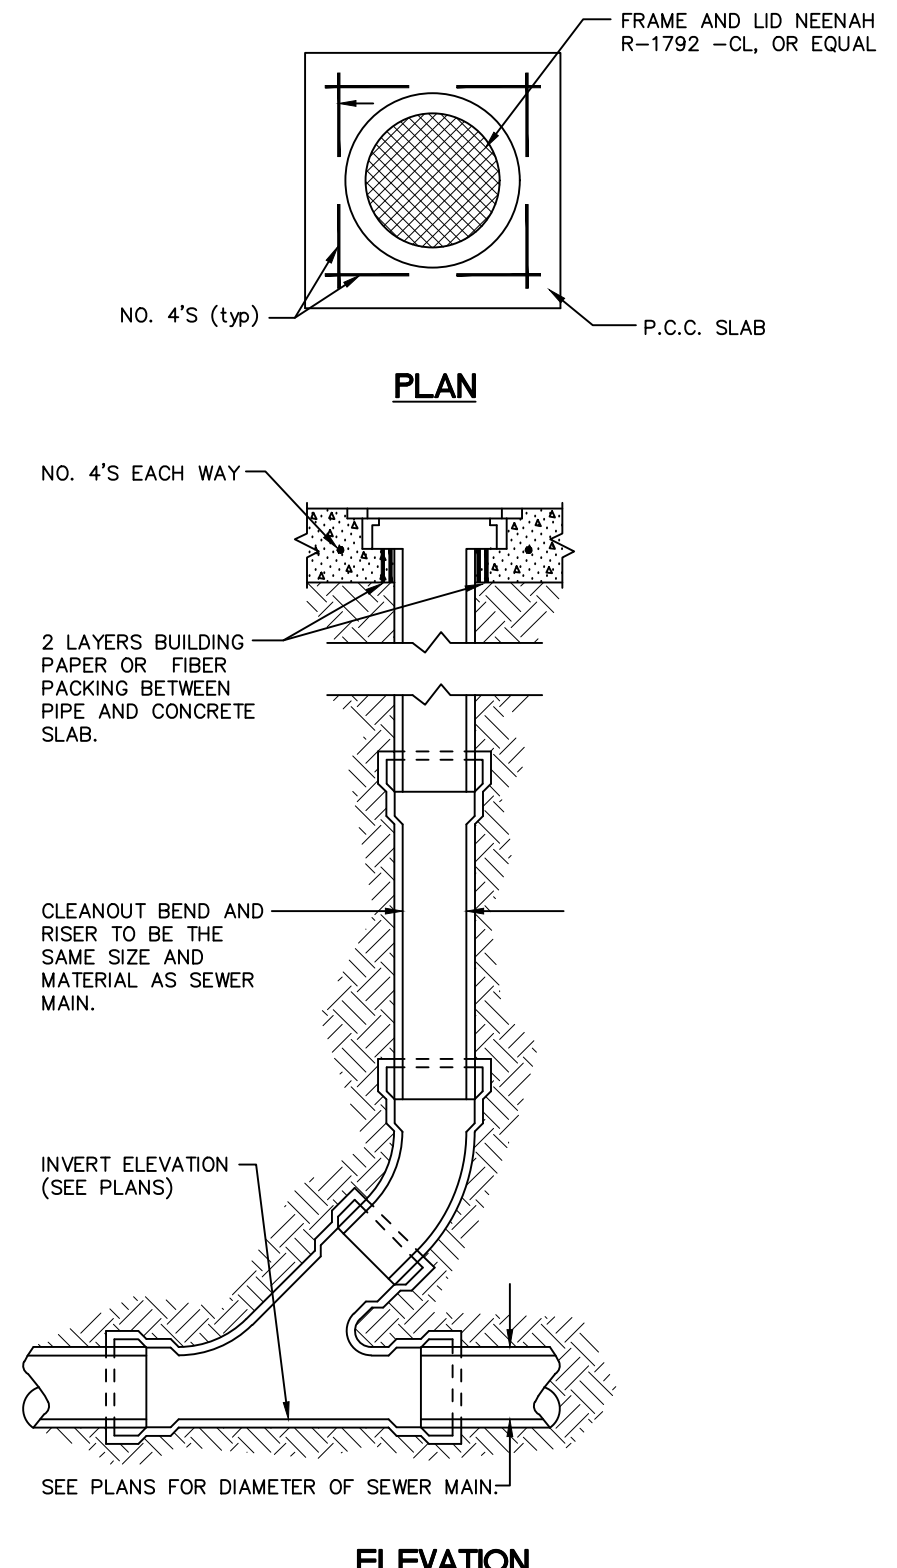 FRAME AND LID NEENAH
R-1792 -CL, OR EQUAL
NO. 4'S (typ)
P.C.C. SLAB
PLAN
NO. 4'S EACH WAY
2 LAYERS BUILDING
PAPER OR FIBER
PACKING BETWEEN
PIPE AND CONCRETE
SLAB.
CLEANOUT BEND AND
RISER TO BE THE
SAME SIZE AND
MATERIAL AS SEWER
MAIN.
INVERT ELEVATION
(SEE PLANS)
SEE PLANS FOR DIAMETER OF SEWER MAIN.
ELEVATION